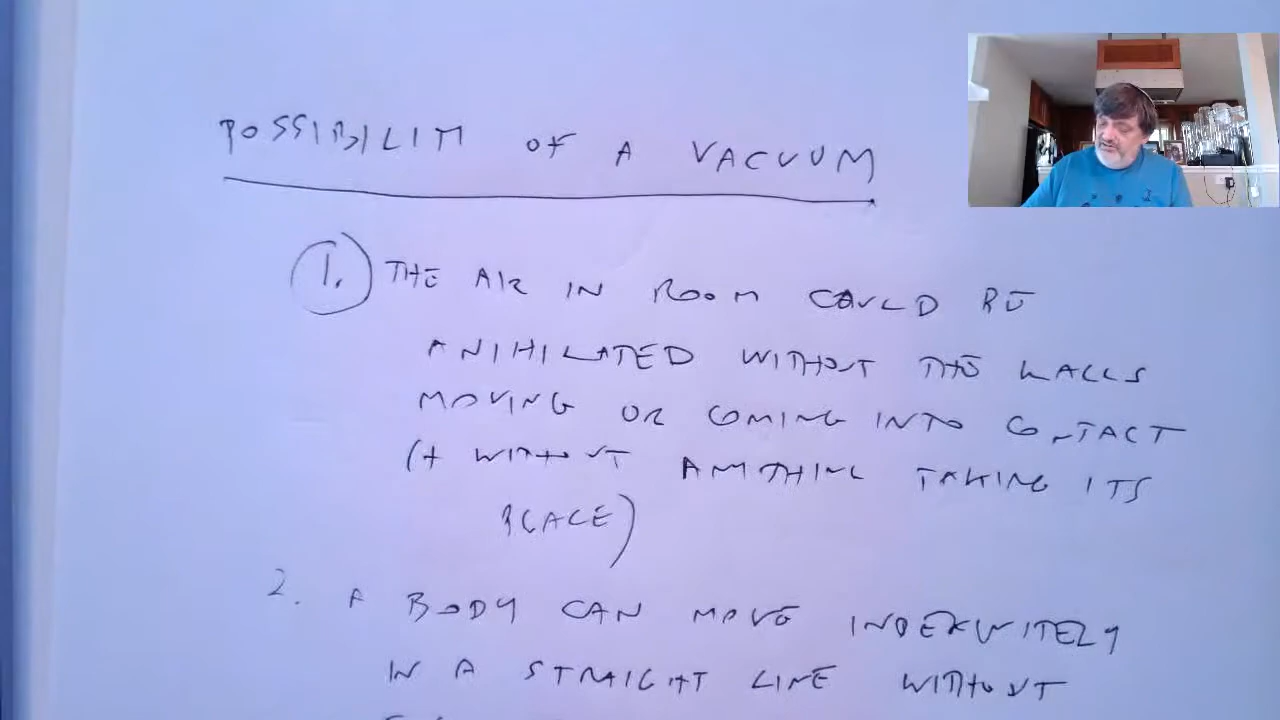 POSSIBILITY OF A VACUUM
1. THE AIR IN ROOM COULD BE
ANIHILATED WITHOUT THE WALLS
MOVING OR COMING INTO CONTACT
(+ WITHOUT ANYTHING TAKING ITS
PLACE)
2. A BODY CAN MOVE INDEFINITELY
IN A STRAIGHT LINE WITHOUT